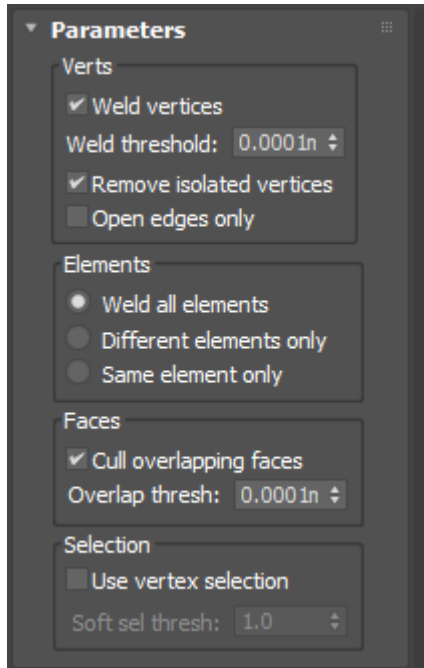 Parameters
Verts
Weld vertices
Weld threshold: 0.0001n
Remove isolated vertices
Open edges only
Elements
Weld all elements
Different elements only
Same element only
Faces
Cull overlapping faces
Overlap thresh: 0.0001n
Selection
Use vertex selection
Soft sel thresh: 1.0